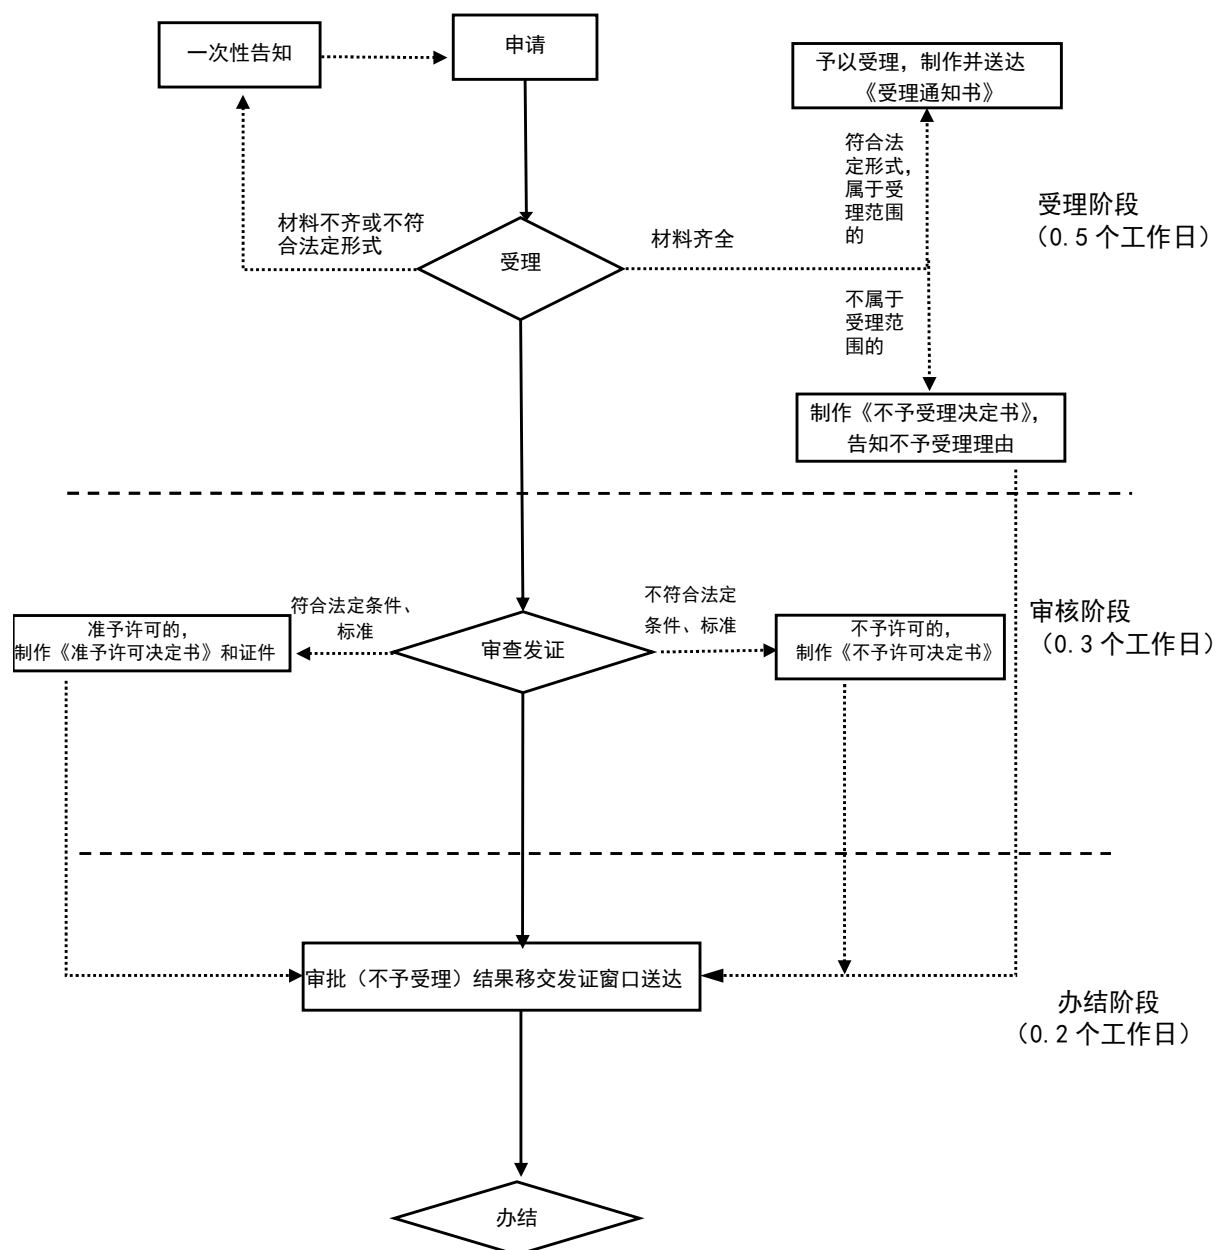 一次性告知
申请
予以受理，制作并送达
《受理通知书》
符合法
定形式，
属于受
理范围
的
受理阶段
（0.5个工作日）
材料不齐或不符
合法定形式
受理
材料齐全
不属于
受理范
围的
制作《不予受理决定书》，
告知不予受理理由
符合法定条件、
标准
不符合法定
条件、标准
审核阶段
（0.3个工作日）
准予许可的，
制作《准予许可决定书》和证件
审查发证
不予许可的，
制作《不予许可决定书》
审批（不予受理）结果移交发证窗口送达
办结阶段
（0.2个工作日）
办结